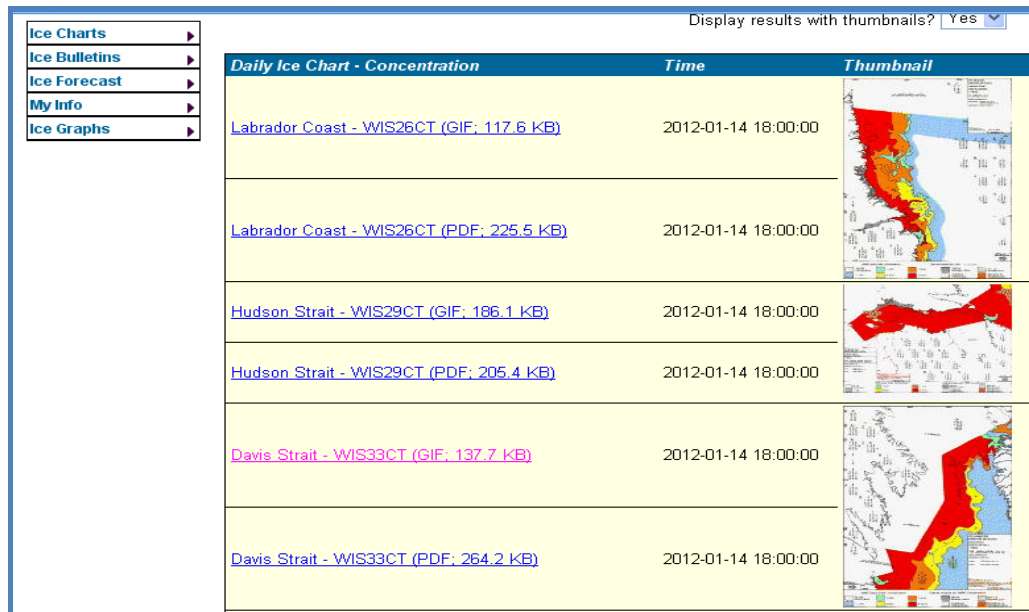 Display results with thumbnails? Yes
Ice Charts
Ice Bulletins
Ice Forecast
My Info
Ice Graphs
Daily Ice Chart - Concentration Time Thumbnail
Labrador Coast - WIS26CT (GIF; 117.6 KB) 2012-01-14 18:00:00
Labrador Coast - WIS26CT (PDF; 225.5 KB) 2012-01-14 18:00:00
Hudson Strait - WIS29CT (GIF; 186.1 KB) 2012-01-14 18:00:00
Hudson Strait - WIS29CT (PDF; 205.4 KB) 2012-01-14 18:00:00
Davis Strait - WIS33CT (GIF; 137.7 KB) 2012-01-14 18:00:00
Davis Strait - WIS33CT (PDF; 264.2 KB) 2012-01-14 18:00:00